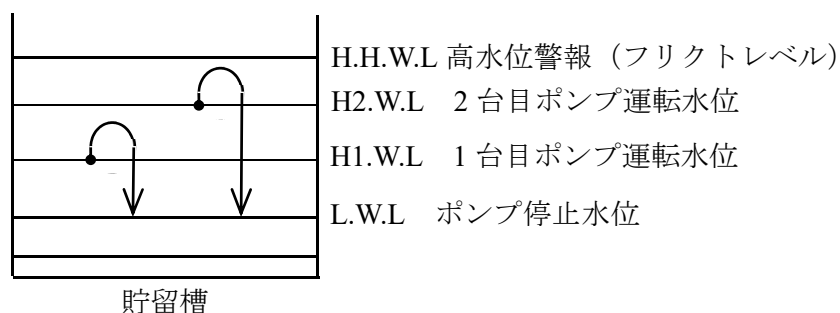 H.H.W.L 高水位警報（フリクトレベル）
H2.W.L 2 台目ポンプ運転水位
H1.W.L 1 台目ポンプ運転水位
L.W.L ポンプ停止水位
貯留槽